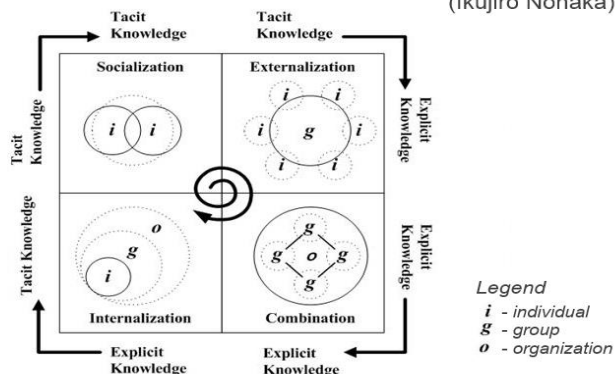 (Ikujiro Nonaka)
Tacit
Knowledge
Tacit
Knowledge
Socialization
Externalization
Tacit
Knowledge
Explicit
Knowledge
i
i
i
i
i
g
i
i
i
Tacit Knowledge
Explicit
Knowledge
o
g
i
g
g
o
g
g
Internalization
Combination
Explicit
Knowledge
Explicit
Knowledge
Legend
i - individual
g - group
o - organization